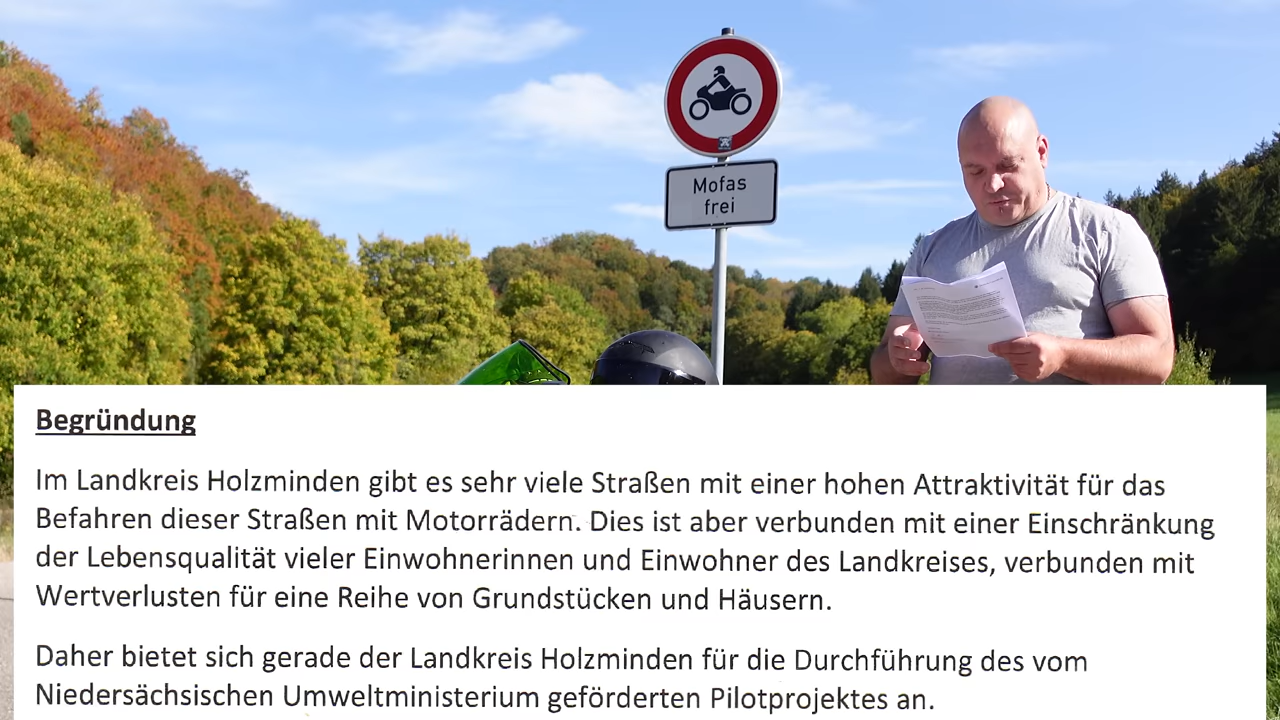 Mofas
frei
Begründung
Im Landkreis Holzminden gibt es sehr viele Straßen mit einer hohen Attraktivität für das
Befahren dieser Straßen mit Motorrädern. Dies ist aber verbunden mit einer Einschränkung
der Lebensqualität vieler Einwohnerinnen und Einwohner des Landkreises, verbunden mit
Wertverlusten für eine Reihe von Grundstücken und Häusern.
Daher bietet sich gerade der Landkreis Holzminden für die Durchführung des vom
Niedersächsischen Umweltministerium geförderten Pilotprojektes an.